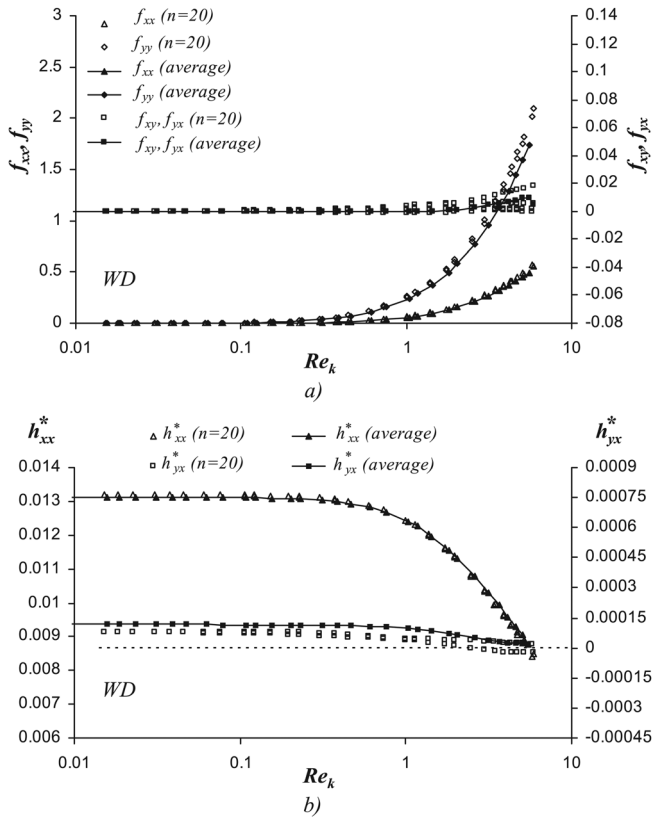 f_xx (n=20)
f_yy (n=20)
f_xx (average)
f_yy (average)
f_xy, f_yx (n=20)
f_xy, f_yx (average)
3
2.5
2
1.5
1
0.5
0
f_xx, f_yy
0.14
0.12
0.1
0.08
0.06
0.04
0.02
0
-0.02
-0.04
-0.06
-0.08
f_xy, f_yx
WD
0.01
0.1
1
10
Re_k
a)
h*_xx
h*_yx
h*_xx (n=20)
h*_xx (average)
h*_yx (n=20)
h*_yx (average)
0.014
0.013
0.012
0.011
0.01
0.009
0.008
0.007
0.006
0.0009
0.00075
0.0006
0.00045
0.0003
0.00015
0
-0.00015
-0.0003
-0.00045
WD
0.01
0.1
1
10
Re_k
b)